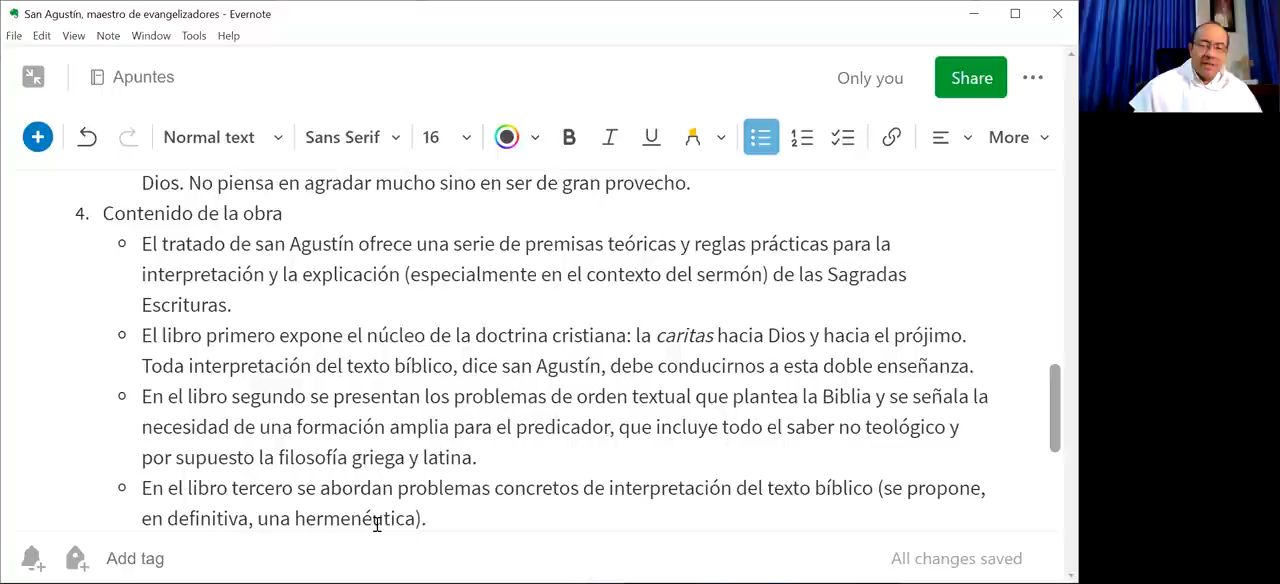 San Agustín, maestro de evangelizadores - Evernote
File Edit View Note Window Tools Help
Apuntes Only you Share
Normal text Sans Serif 16 B I U More
Dios. No piensa en agradar mucho sino en ser de gran provecho.
4. Contenido de la obra
El tratado de san Agustín ofrece una serie de premisas teóricas y reglas prácticas para la
interpretación y la explicación (especialmente en el contexto del sermón) de las Sagradas
Escrituras.
El libro primero expone el núcleo de la doctrina cristiana: la caritas hacia Dios y hacia el prójimo.
Toda interpretación del texto bíblico, dice san Agustín, debe conducirnos a esta doble enseñanza.
En el libro segundo se presentan los problemas de orden textual que plantea la Biblia y se señala la
necesidad de una formación amplia para el predicador, que incluye todo el saber no teológico y
por supuesto la filosofía griega y latina.
En el libro tercero se abordan problemas concretos de interpretación del texto bíblico (se propone,
en definitiva, una hermenéutica).
Add tag All changes saved